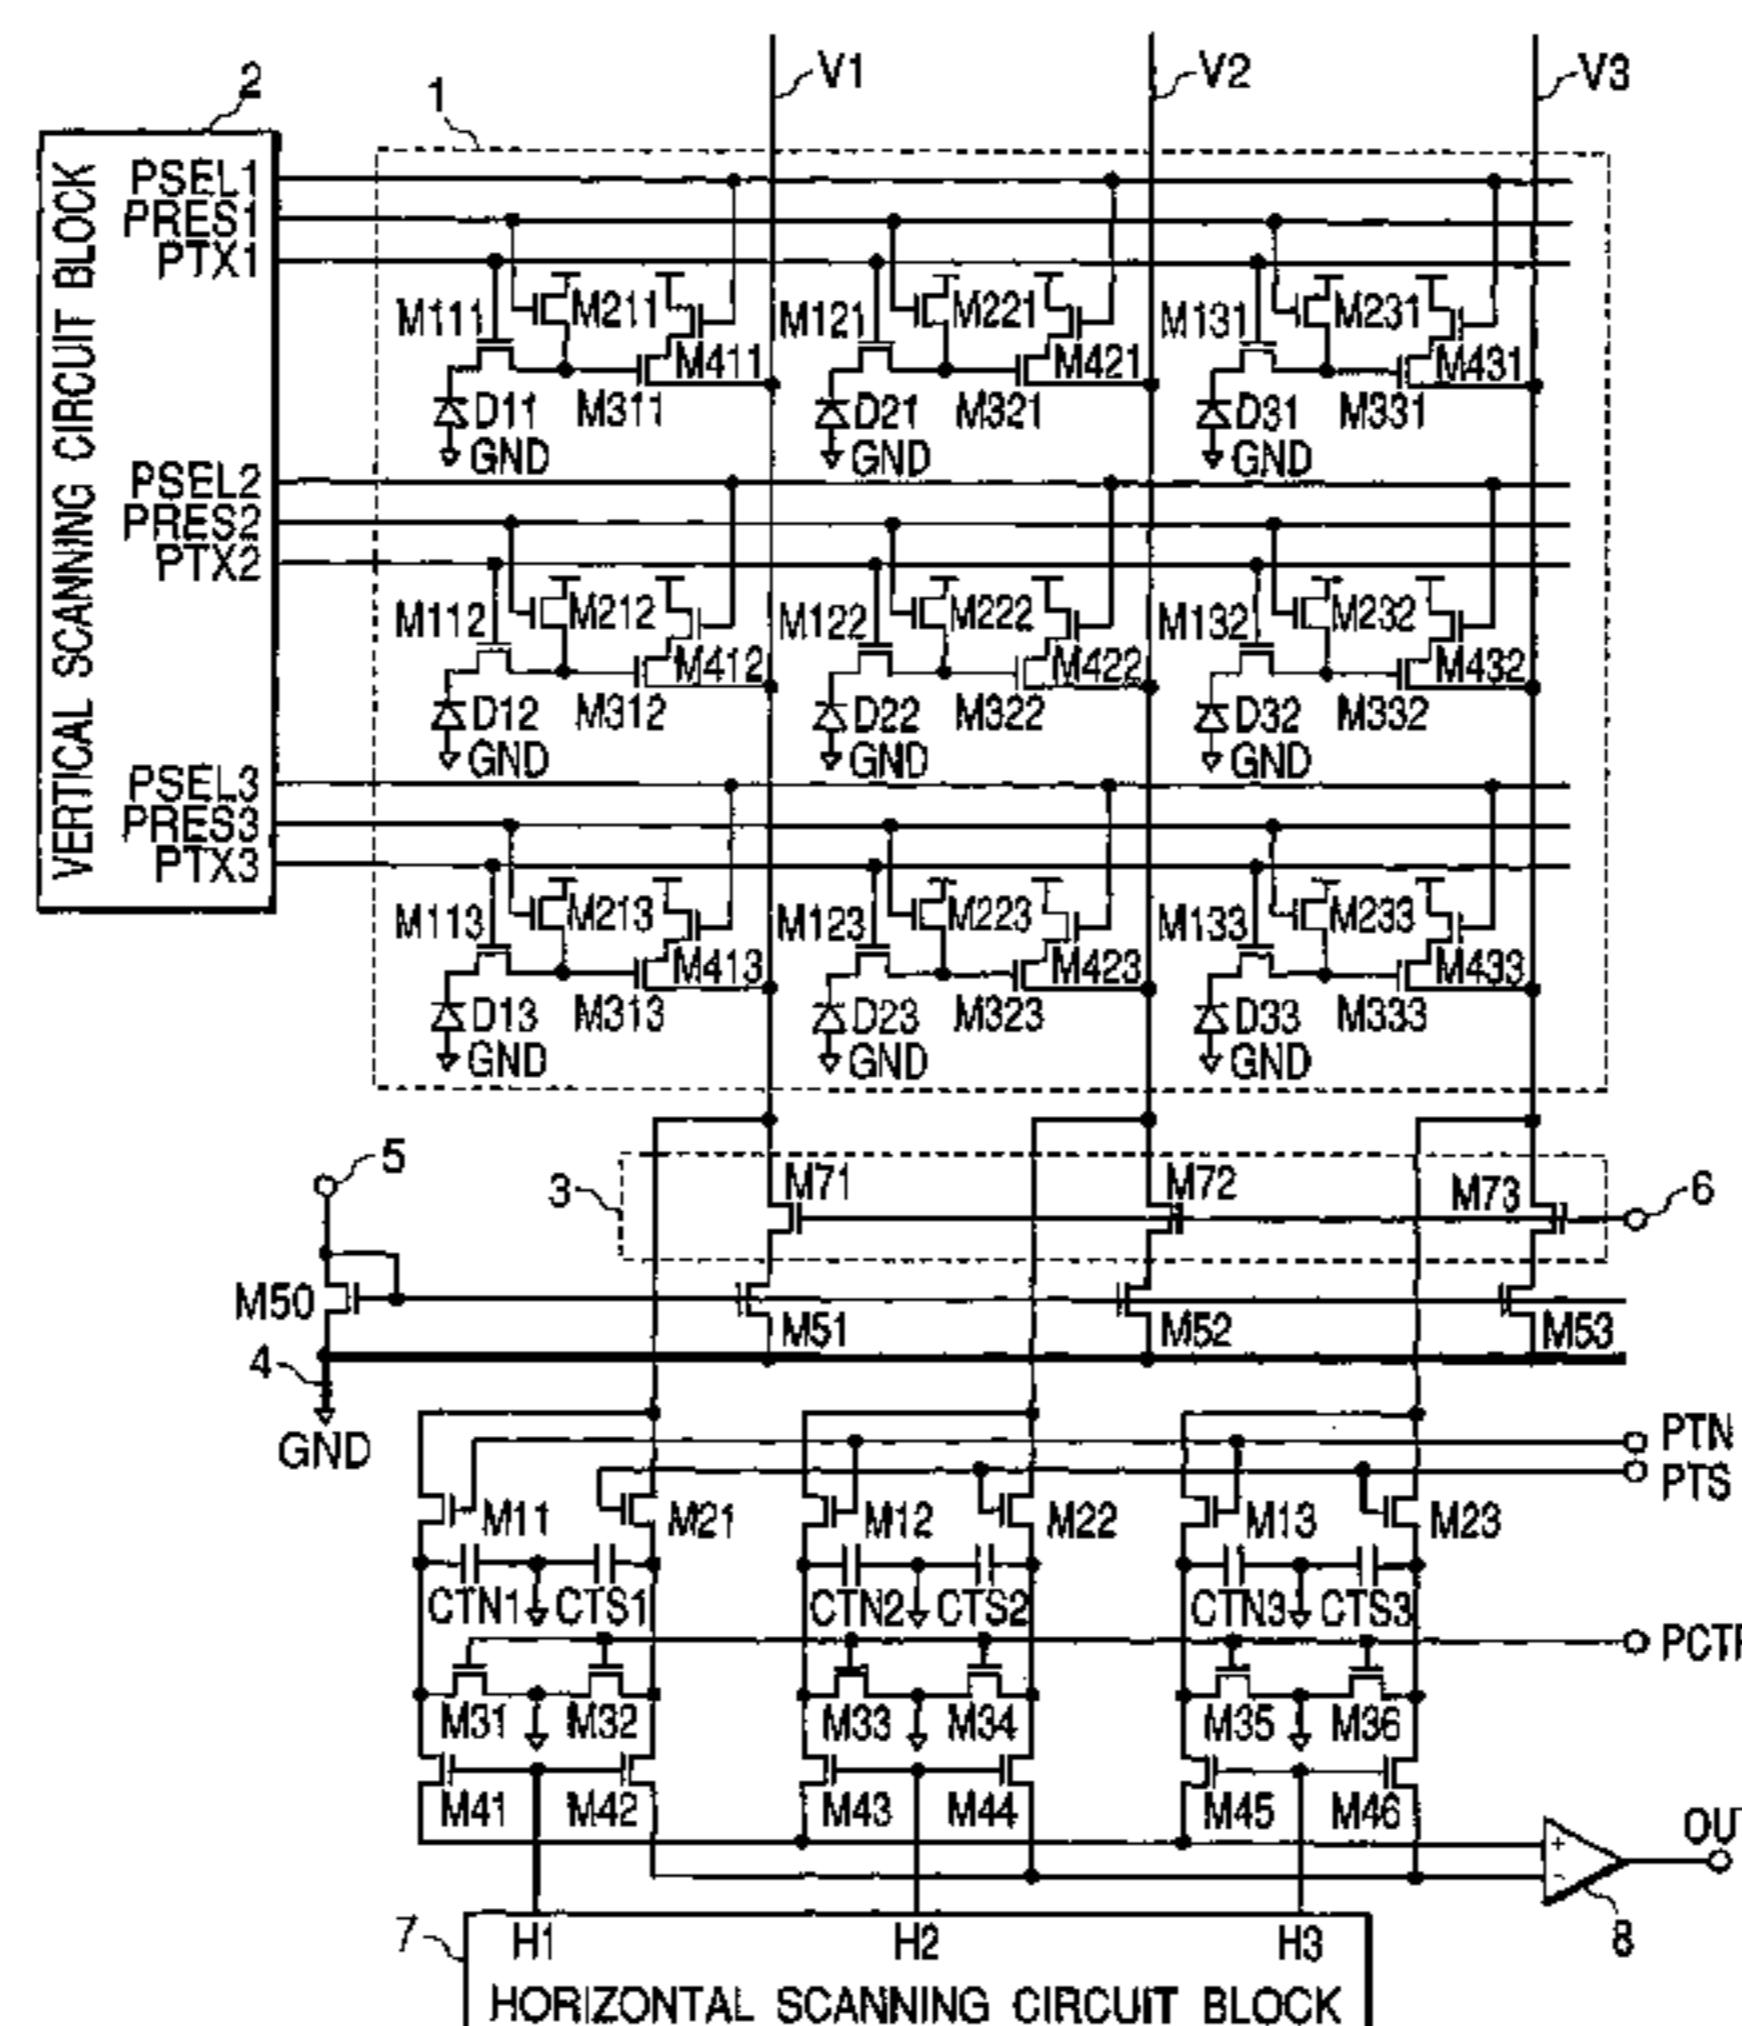 V1 V2 V3
2 1
VERTICAL SCANNING CIRCUIT BLOCK
PSEL1
PRES1
PTX1
M111 M211 M121 M221 M131 M231
M411 M421 M431
D11 M311 D21 M321 D31 M331
GND GND GND
PSEL2
PRES2
PTX2
M112 M212 M122 M222 M132 M232
M412 M422 M432
D12 M312 D22 M322 D32 M332
GND GND GND
PSEL3
PRES3
PTX3
M113 M213 M123 M223 M133 M233
M413 M423 M433
D13 M313 D23 M323 D33 M333
GND GND GND
5
3 M71 M72 M73 6
M50
M51 M52 M53
4
GND
PTN
PTS
M11 M21 M12 M22 M13 M23
CTN1 CTS1 CTN2 CTS2 CTN3 CTS3
M31 M32 M33 M34 M35 M36
M41 M42 M43 M44 M45 M46
+
-
8
7 H1 H2 H3
HORIZONTAL SCANNING CIRCUIT BLOCK